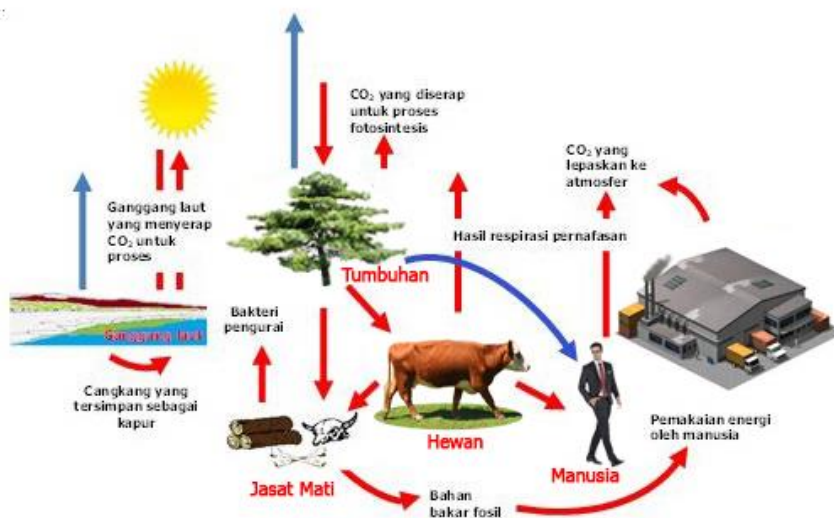 CO₂ yang diserap
untuk proses
fotosintesis
CO₂ yang
lepaskan ke
atmosfer
Ganggang laut
yang menyerap
CO₂ untuk
proses
Hasil respirasi pernafasan
Tumbuhan
Ganggang laut
Bakteri
pengurai
Cangkang yang
tersimpan sebagai
kapur
Hewan
Manusia
Pemakaian energi
oleh manusia
Jasat Mati
Bahan
bakar fosil